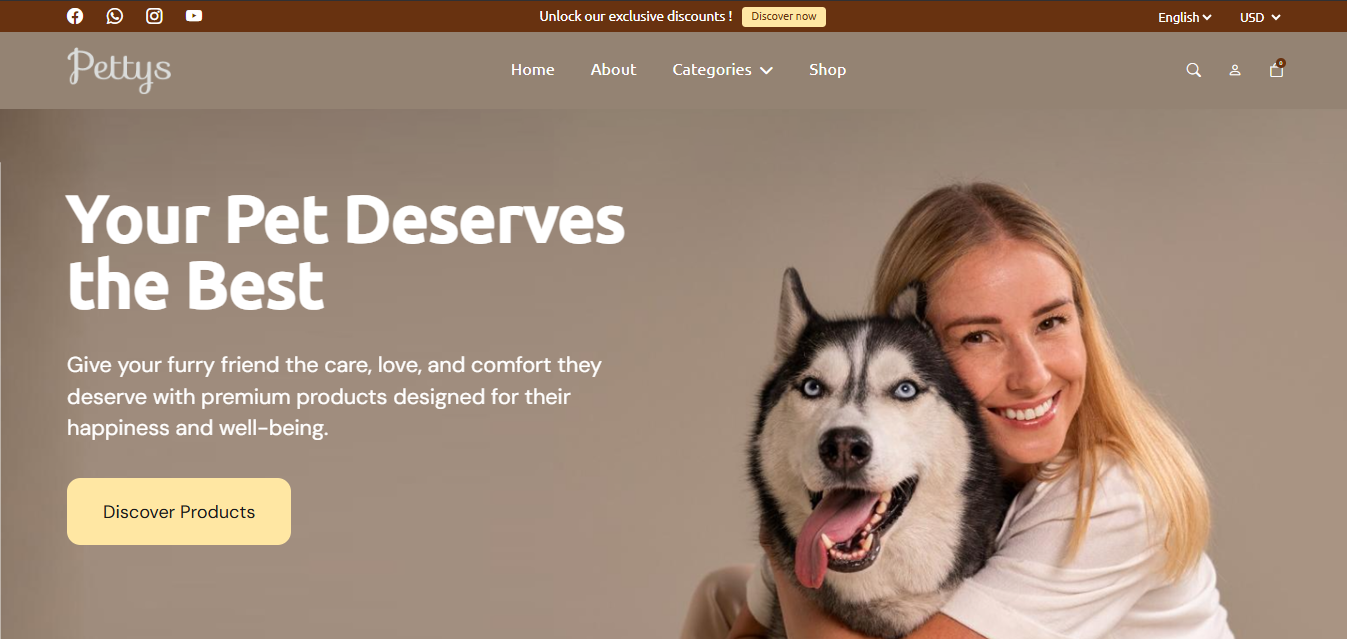 Unlock our exclusive discounts ! Discover now
English
USD
Pettys
Home
About
Categories
Shop
0
Your Pet Deserves
the Best
Give your furry friend the care, love, and comfort they
deserve with premium products designed for their
happiness and well-being.
Discover Products